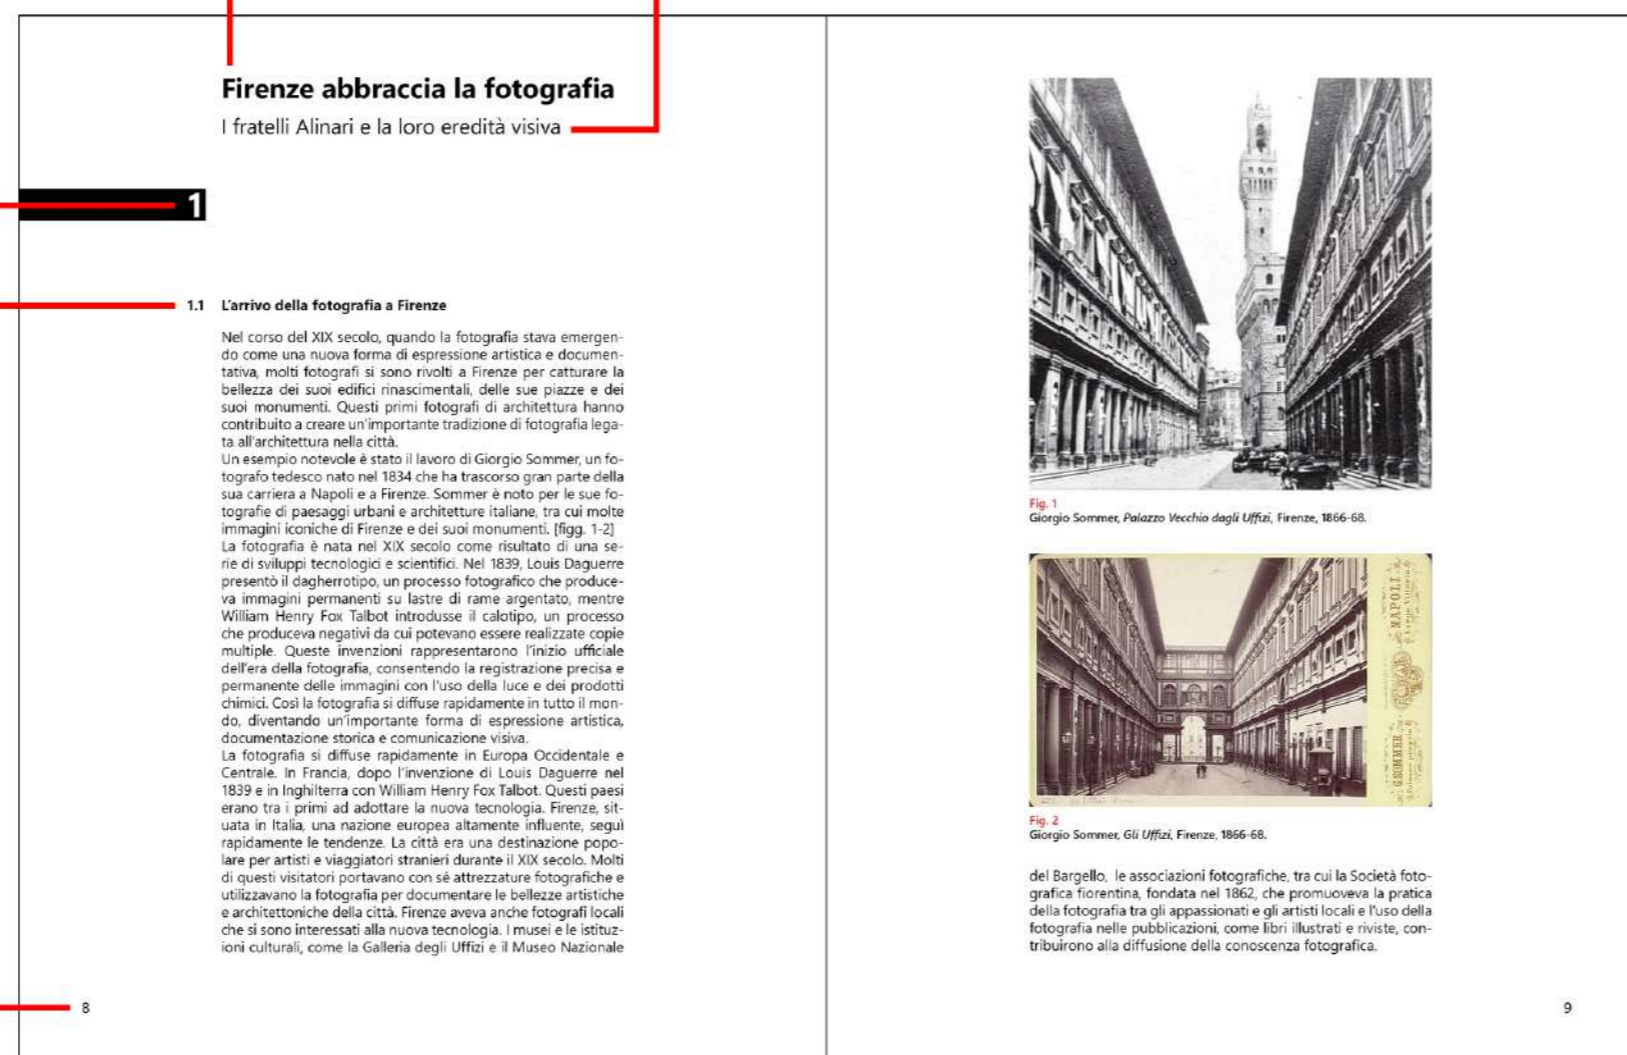 Firenze abbraccia la fotografia
I fratelli Alinari e la loro eredità visiva
1
1.1 L'arrivo della fotografia a Firenze
Nel corso del XIX secolo, quando la fotografia stava emergen-
do come una nuova forma di espressione artistica e documen-
tativa, molti fotografi si sono rivolti a Firenze per catturare la
bellezza dei suoi edifici rinascimentali, delle sue piazze e dei
suoi monumenti. Questi primi fotografi di architettura hanno
contribuito a creare un'importante tradizione di fotografia lega-
ta all'architettura nella città.
Un esempio notevole è stato il lavoro di Giorgio Sommer, un fo-
tografo tedesco nato nel 1834 che ha trascorso gran parte della
sua carriera a Napoli e a Firenze. Sommer è noto per le sue fo-
tografie di paesaggi urbani e architetture italiane, tra cui molte
immagini iconiche di Firenze e dei suoi monumenti. [figg. 1-2]
La fotografia è nata nel XIX secolo come risultato di una se-
rie di sviluppi tecnologici e scientifici. Nel 1839, Louis Daguerre
presentò il dagherrotipo, un processo fotografico che produce-
va immagini permanenti su lastre di rame argentato, mentre
William Henry Fox Talbot introdusse il calotipo, un processo
che produceva negativi da cui potevano essere realizzate copie
multiple. Queste invenzioni rappresentarono l'inizio ufficiale
dell'era della fotografia, consentendo la registrazione precisa e
permanente delle immagini con l'uso della luce e dei prodotti
chimici. Così la fotografia si diffuse rapidamente in tutto il mon-
do, diventando un'importante forma di espressione artistica,
documentazione storica e comunicazione visiva.
La fotografia si diffuse rapidamente in Europa Occidentale e
Centrale. In Francia, dopo l'invenzione di Louis Daguerre nel
1839 e in Inghilterra con William Henry Fox Talbot. Questi paesi
erano tra i primi ad adottare la nuova tecnologia. Firenze, sit-
uata in Italia, una nazione europea altamente influente, seguì
rapidamente le tendenze. La città era una destinazione popo-
lare per artisti e viaggiatori stranieri durante il XIX secolo. Molti
di questi visitatori portavano con sé attrezzature fotografiche e
utilizzavano la fotografia per documentare le bellezze artistiche
e architettoniche della città. Firenze aveva anche fotografi locali
che si sono interessati alla nuova tecnologia. I musei e le istituz-
ioni culturali, come la Galleria degli Uffizi e il Museo Nazionale
8
Fig. 1
Giorgio Sommer, Palazzo Vecchio dagli Uffizi, Firenze, 1866-68.
G. SOMMER
NAPOLI
Fig. 2
Giorgio Sommer, Gli Uffizi, Firenze, 1866-68.
del Bargello, le associazioni fotografiche, tra cui la Società foto-
grafica fiorentina, fondata nel 1862, che promuoveva la pratica
della fotografia tra gli appassionati e gli artisti locali e l'uso della
fotografia nelle pubblicazioni, come libri illustrati e riviste, con-
tribuirono alla diffusione della conoscenza fotografica.
9